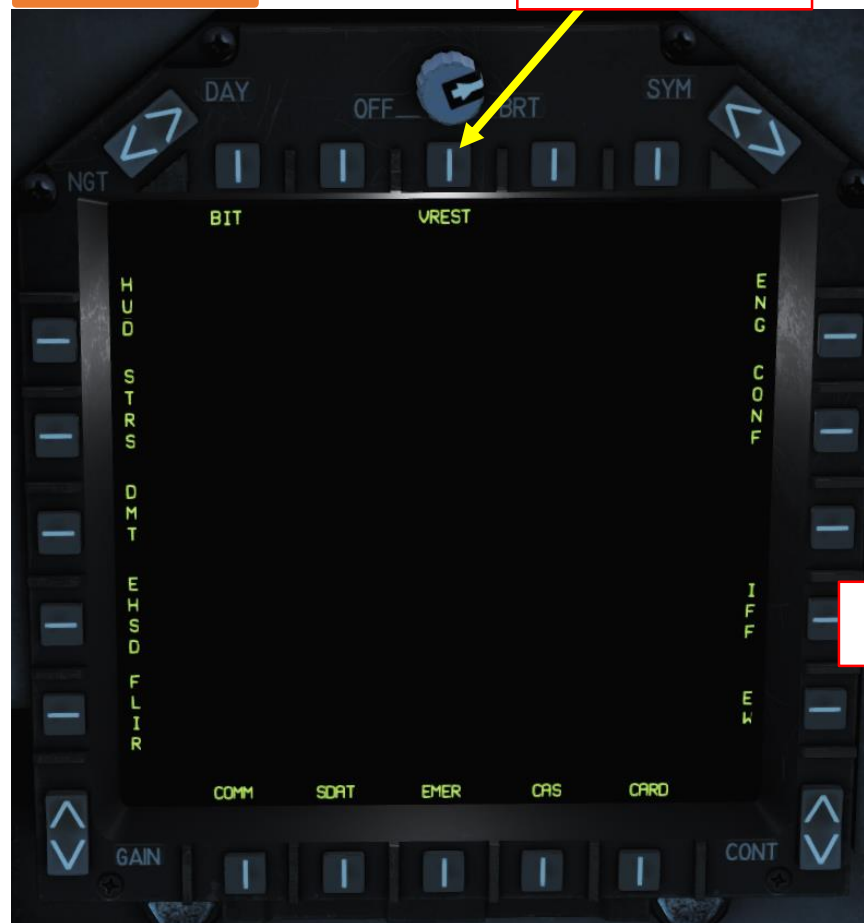 DAY
OFF
BRT
SYM
NGT
BIT
VREST
HUD
ENG
STRS
CONF
DMT
EHSD
IFF
FLIR
EW
COMM
SDAT
EMER
CAS
CARD
GAIN
CONT